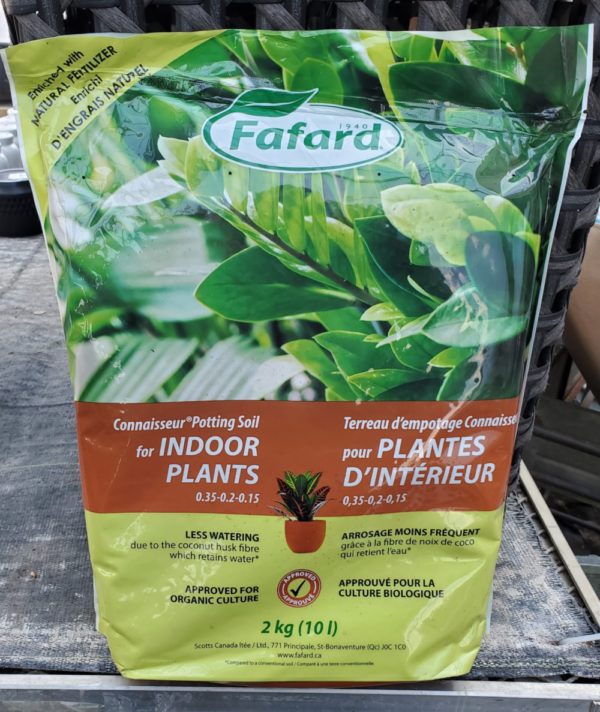 Enriched with
NATURAL FERTILIZER
Enrichi
D'ENGRAIS NATUREL
1940
Fafard
Connaisseur® Potting Soil
for INDOOR
PLANTS
0.35-0.2-0.15
Terreau d'empotage Connaisse
pour PLANTES
D'INTÉRIEUR
0,35-0,2-0,15
LESS WATERING
due to the coconut husk fibre
which retains water*
ARROSAGE MOINS FRÉQUENT
grâce à la fibre de noix de coco
qui retient l'eau*
APPROVED FOR
ORGANIC CULTURE
APPROVED
APPROUVÉ
APPROUVÉ POUR LA
CULTURE BIOLOGIQUE
2 kg (10 l)
Scotts Canada ltée / Ltd., 771 Principale, St-Bonaventure (Qc) J0C 1C0
www.fafard.ca
*Compared to a conventional soil / Comparé à une terre conventionnelle